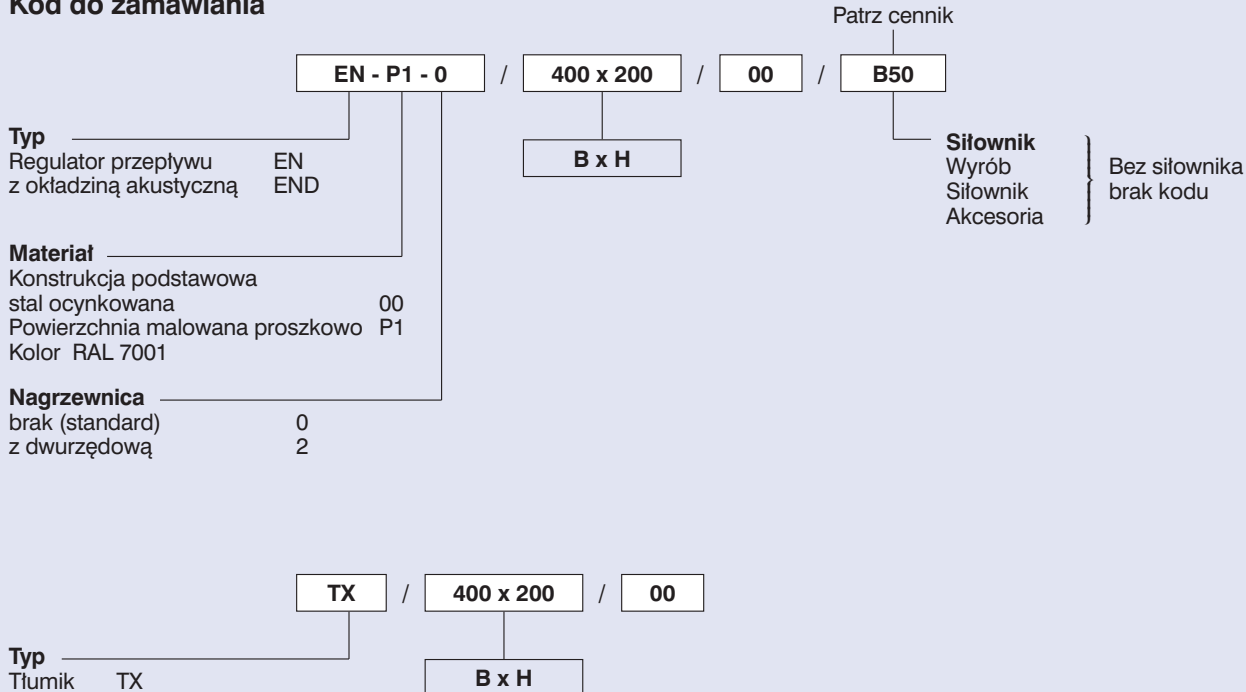 Kod do zamawiania
Patrz cennik
EN - P1 - 0 / 400 x 200 / 00 / B50
B x H
Typ
Regulator przepływu EN
z okładziną akustyczną END
Siłownik
Wyrób
Siłownik
Akcesoria
Bez siłownika
brak kodu
Materiał
Konstrukcja podstawowa
stal ocynkowana 00
Powierzchnia malowana proszkowo P1
Kolor RAL 7001
Nagrzewnica
brak (standard) 0
z dwurzędową 2
TX / 400 x 200 / 00
B x H
Typ
Tłumik TX